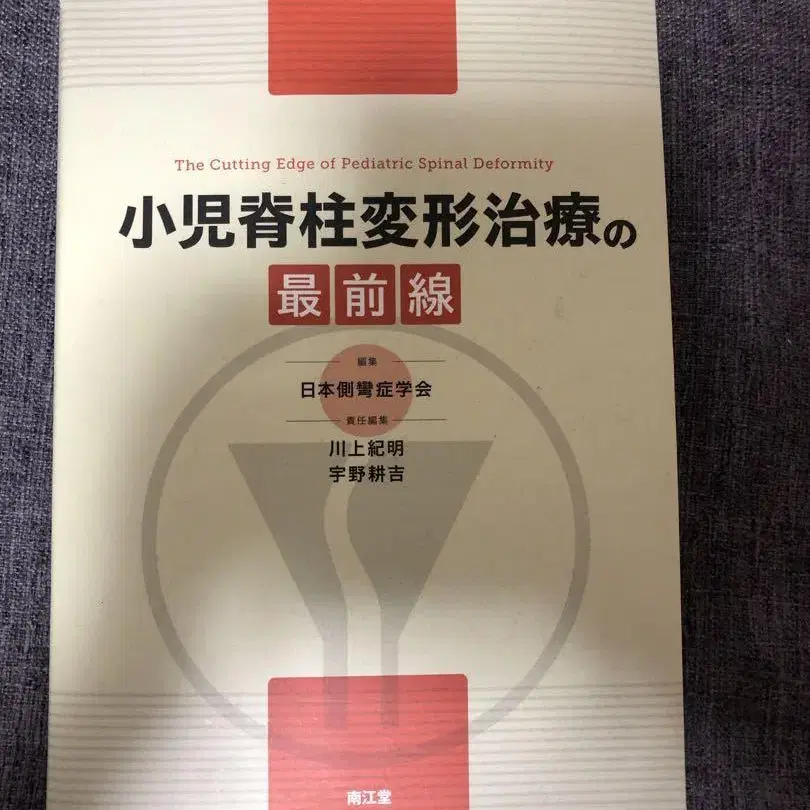 The Cutting Edge of Pediatric Spinal Deformity
小児脊柱変形治療の
最前線
編集
日本側彎症学会
責任編集
川上紀明
宇野耕吉
南江堂